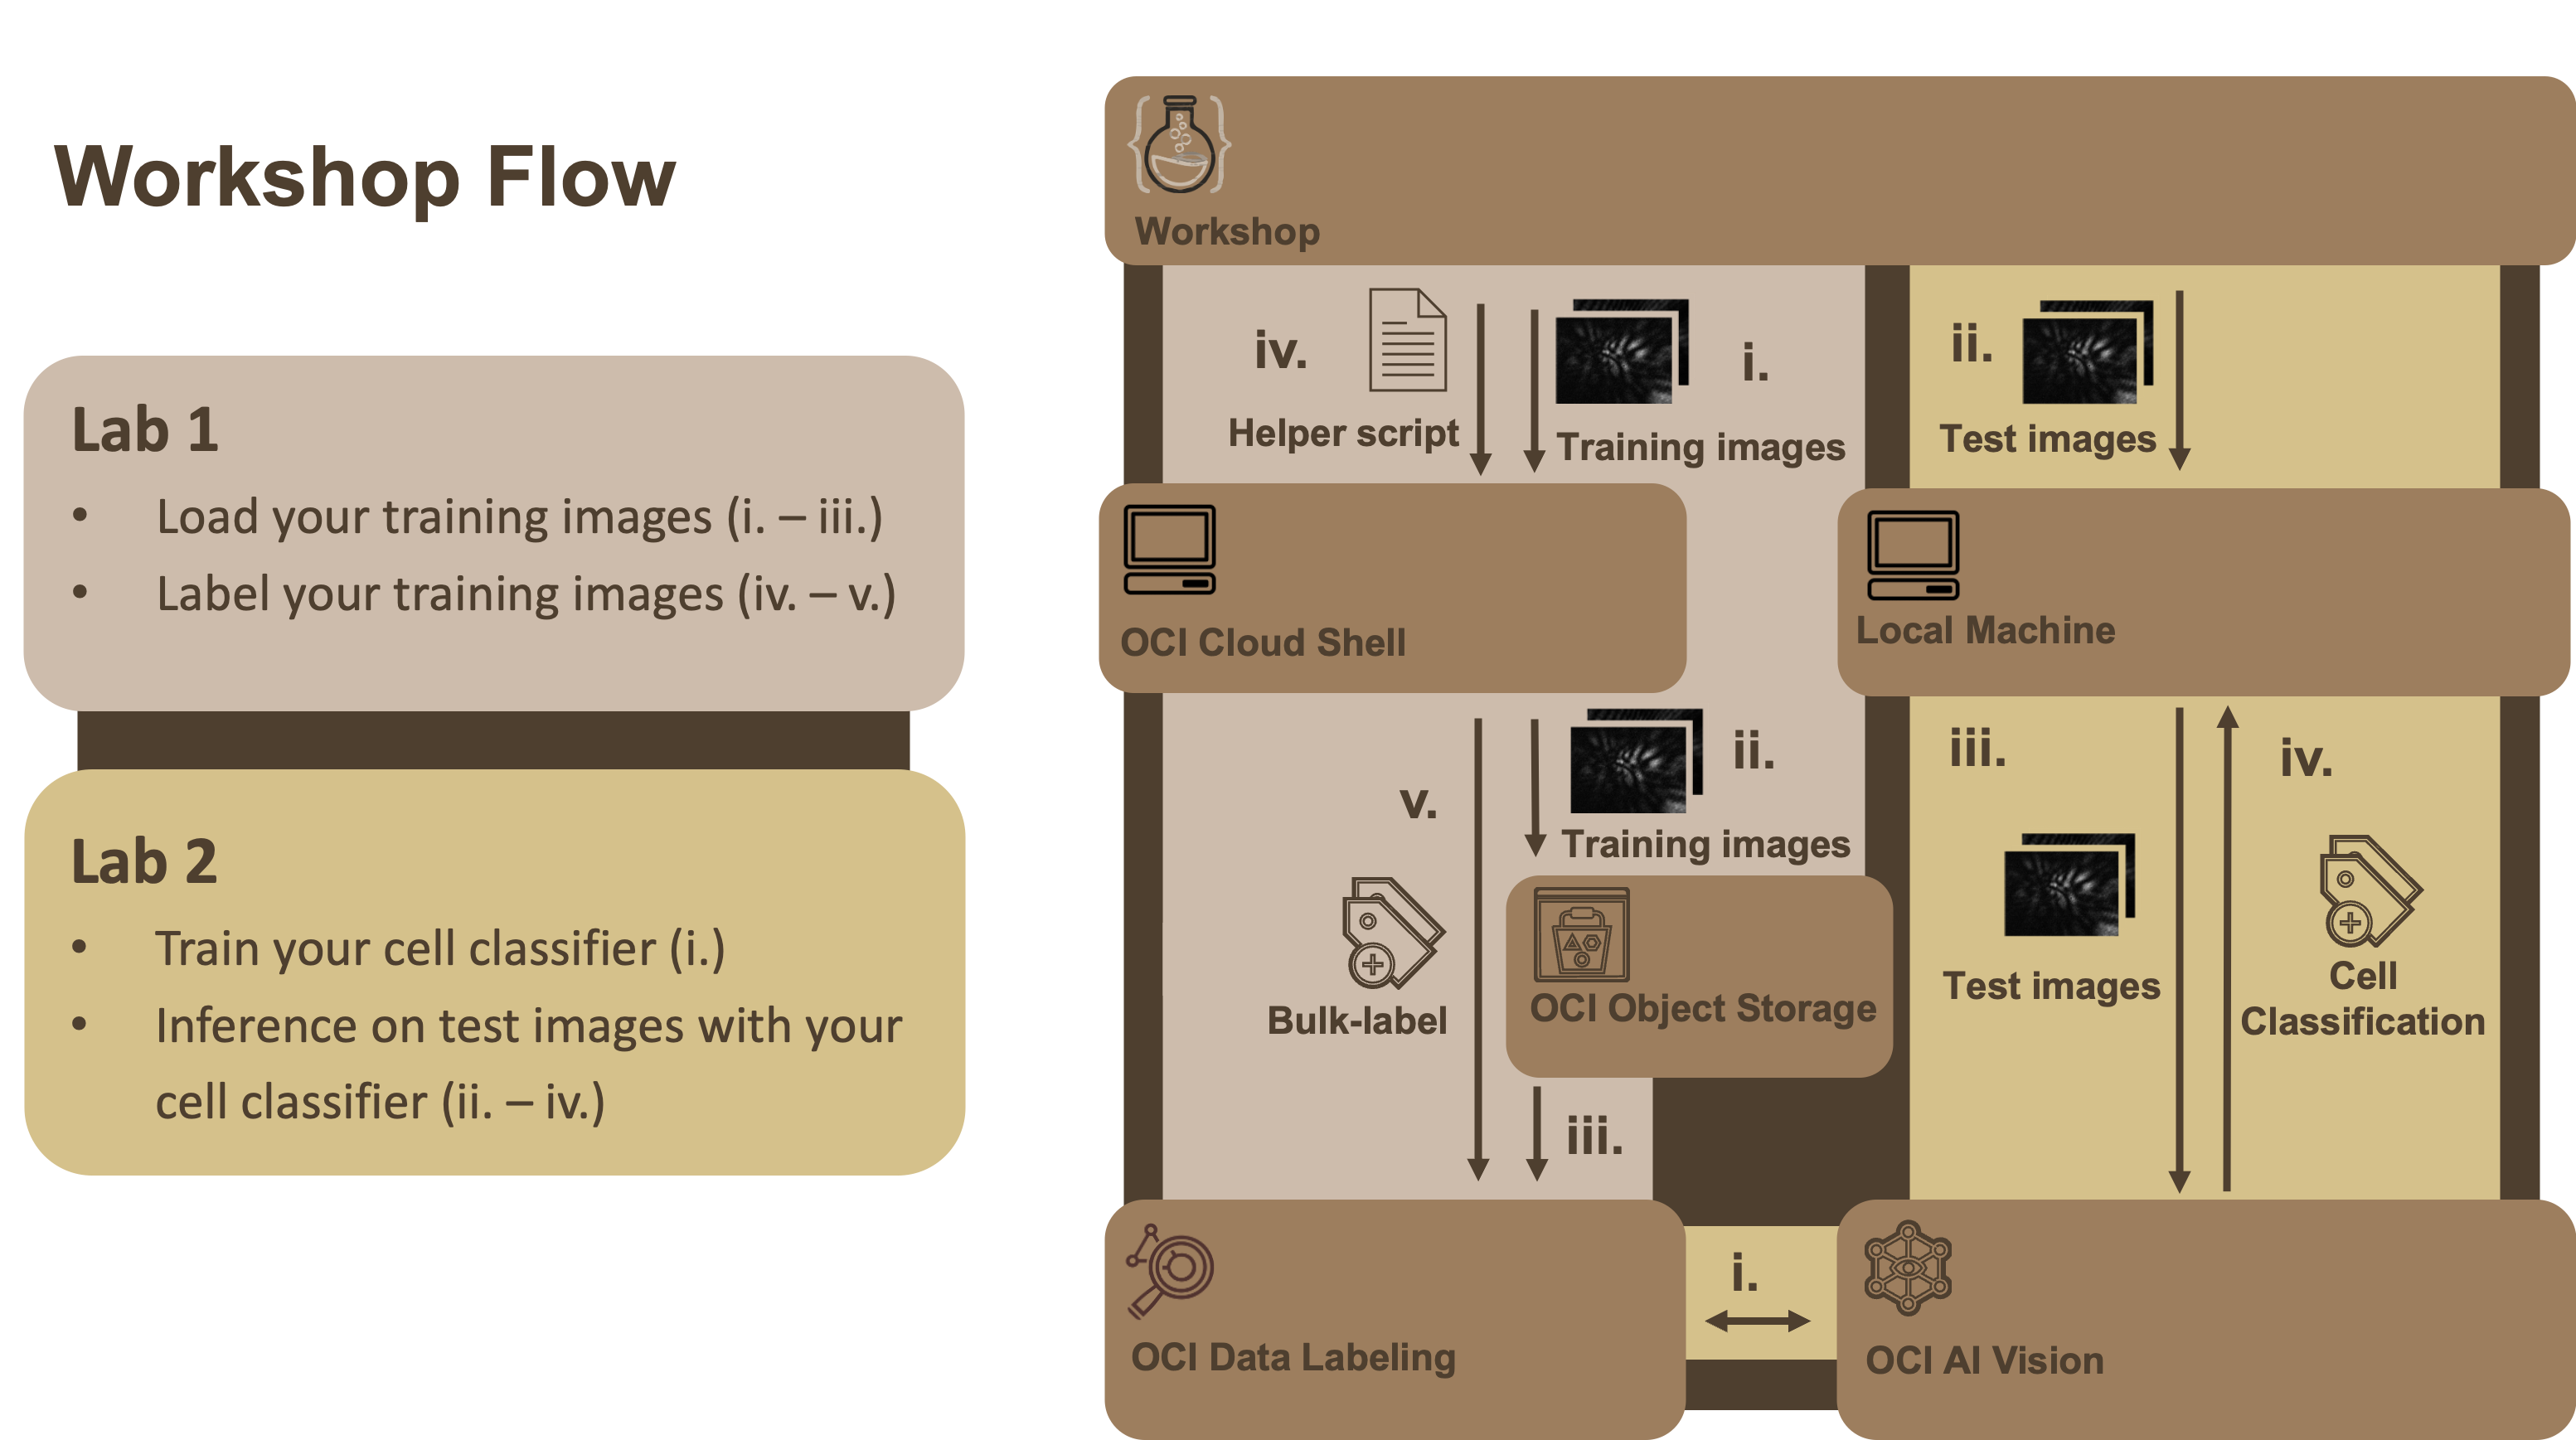 Workshop Flow
Lab 1
• Load your training images (i. – iii.)
• Label your training images (iv. – v.)
Lab 2
• Train your cell classifier (i.)
• Inference on test images with your
cell classifier (ii. – iv.)
Workshop
iv.
Helper script
i.
Training images
ii.
Test images
OCI Cloud Shell
Local Machine
v.
Bulk-label
ii.
Training images
OCI Object Storage
iii.
iii.
Test images
iv.
Cell
Classification
OCI Data Labeling
i.
OCI AI Vision